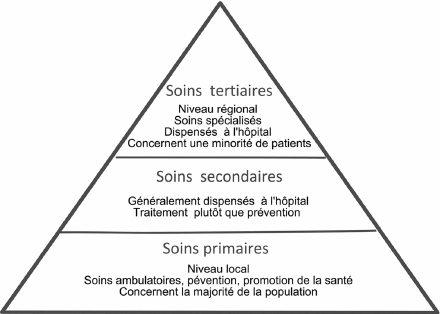 Soins tertiaires
Niveau régional
Soins spécialisés
Dispensés à l'hôpital
Concernent une minorité de patients
Soins secondaires
Générallement dispensés à l'hôpital
Traitement plutôt que prévention
Soins primaires
Niveau local
Soins ambulatoires, pévention, promotion de la santé
Concernent la majorité de la population